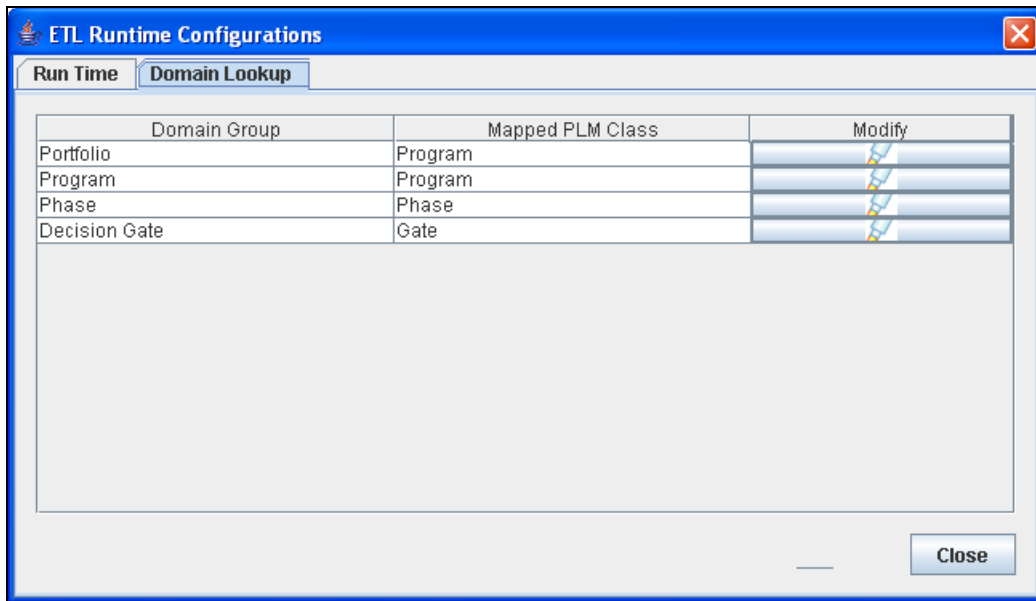 ETL Runtime Configurations
Run Time Domain Lookup
Domain Group Mapped PLM Class Modify
Portfolio Program
Program Program
Phase Phase
Decision Gate Gate
Close